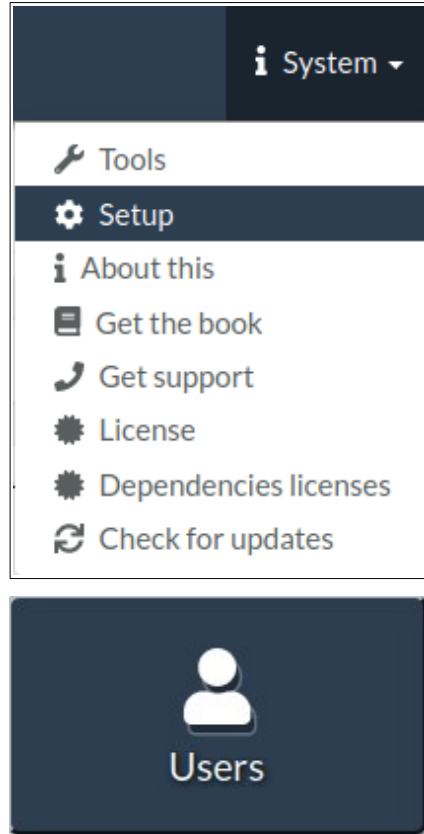 System
Tools
Setup
About this
Get the book
Get support
License
Dependencies licenses
Check for updates
Users